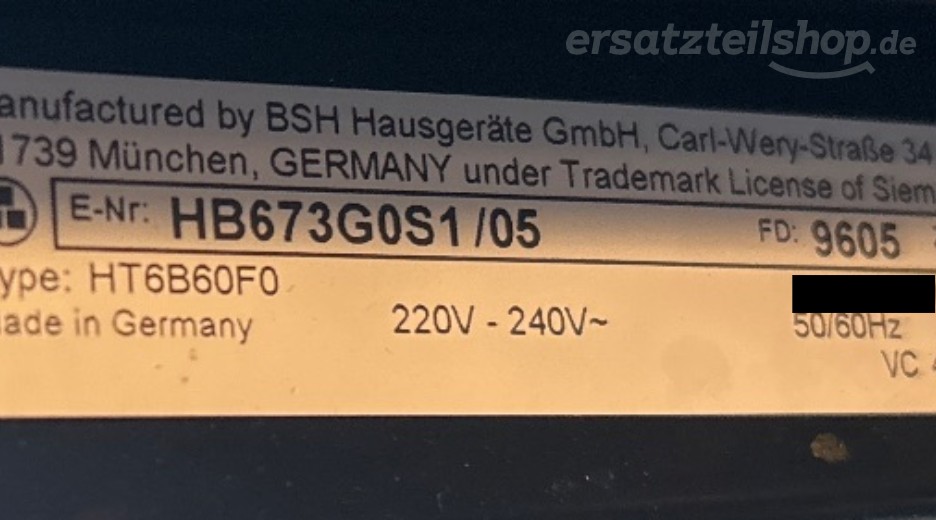 ersatzteilshop.de
anufactured by BSH Hausgeräte GmbH, Carl-Wery-Straße 34
1739 München, GERMANY under Trademark License of Siem
E-Nr: HB673G0S1 /05 FD: 9605
ype: HT6B60F0
ade in Germany 220V - 240V~ 50/60Hz
VC